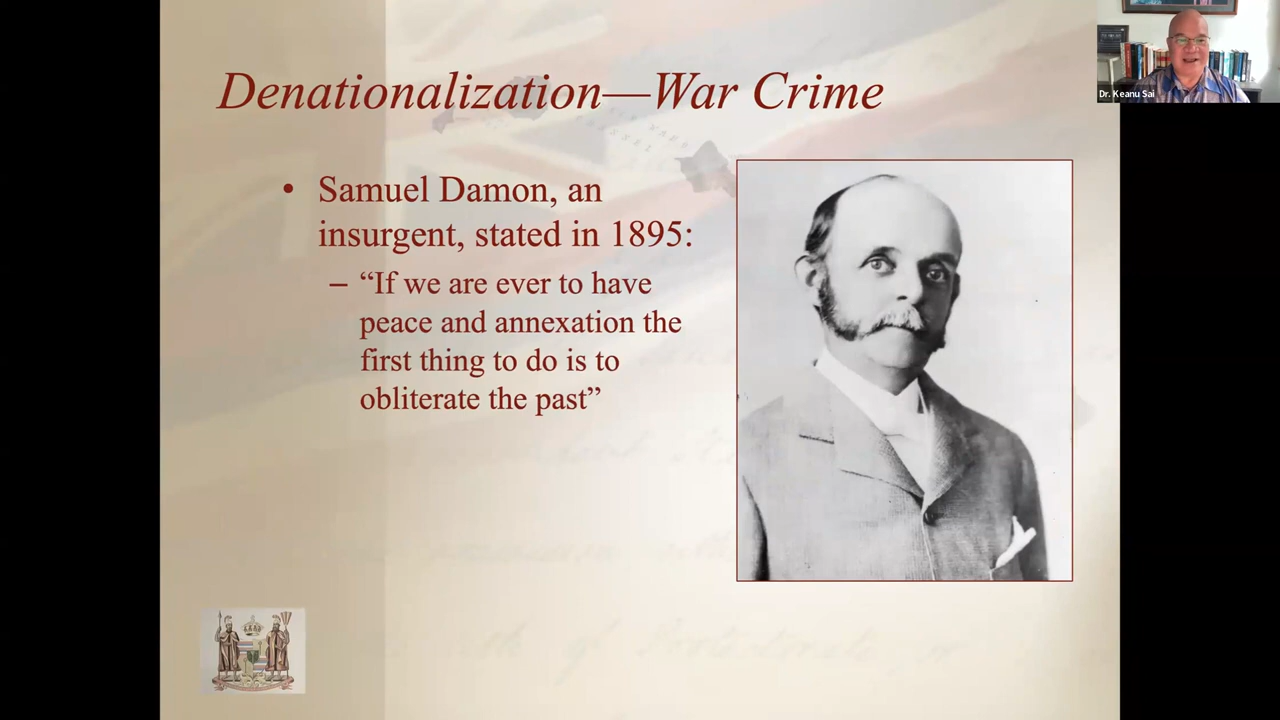 Denationalization—War Crime
Dr. Keanu Sai
• Samuel Damon, an
insurgent, stated in 1895:
– “If we are ever to have
peace and annexation the
first thing to do is to
obliterate the past”